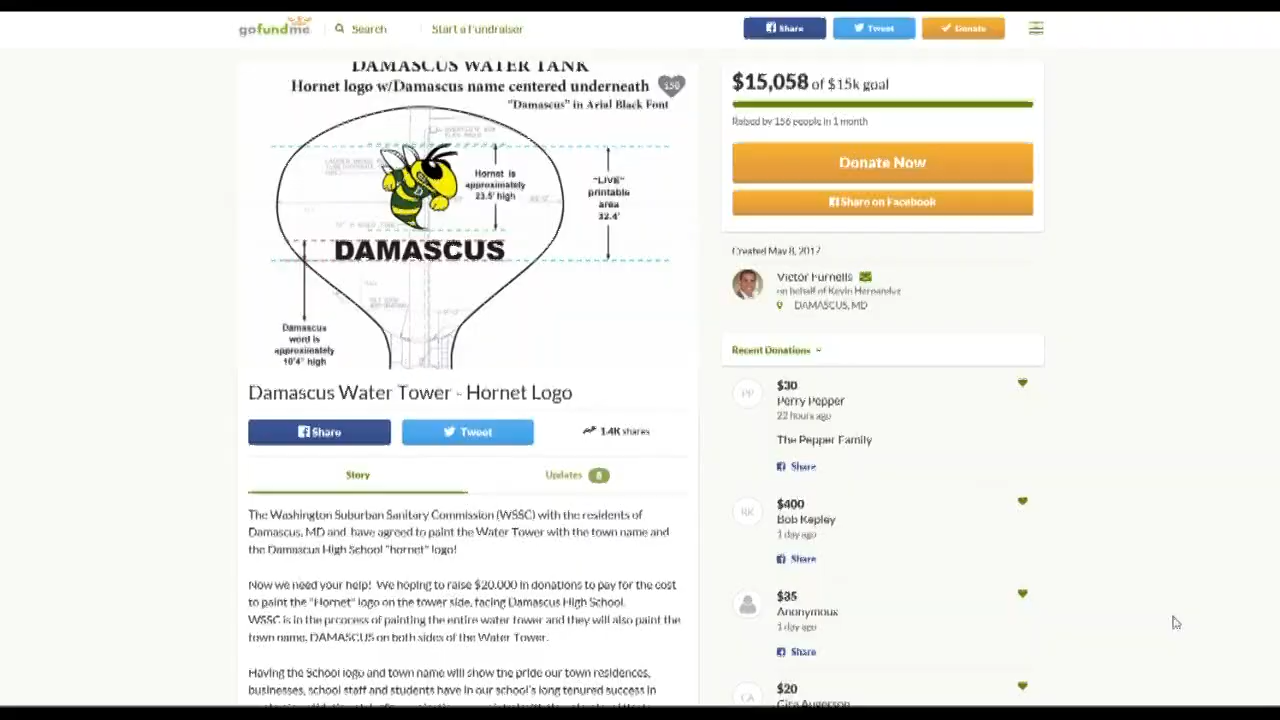 gofundme
Search
Start a Fundraiser
Share
Tweet
Donate
DAMASCUS WATER TANK
Hornet logo w/Damascus name centered underneath
150
"Damascus" in Arial Black Font
Hornet is
approximately
23.5' high
"LIVE"
printable
area
32.4'
D
DAMASCUS
Damascus
word is
approximately
10'4" high
Damascus Water Tower - Hornet Logo
Share
Tweet
1.4K shares
Story
Updates 8
The Washington Suburban Sanitary Commission (WSSC) with the residents of
Damascus, MD and have agreed to paint the Water Tower with the town name and
the Damascus High School "hornet" logo!
Now we need your help! We hoping to raise $20,000 in donations to pay for the cost
to paint the "Hornet" logo on the tower side, facing Damascus High School.
WSSC is in the process of painting the entire water tower and they will also paint the
town name, DAMASCUS on both sides of the Water Tower.
Having the School logo and town name will show the pride our town residences,
businesses, school staff and students have in our school's long tenured success in
$15,058 of $15k goal
Raised by 156 people in 1 month
Donate Now
Share on Facebook
Created May 8, 2017
Victor Furnells
on behalf of Kevin Hernandez
DAMASCUS, MD
Recent Donations
PP
$30
Perry Pepper
22 hours ago
The Pepper Family
Share
RK
$400
Bob Kepley
1 day ago
Share
$35
Anonymous
1 day ago
Share
CA
$20